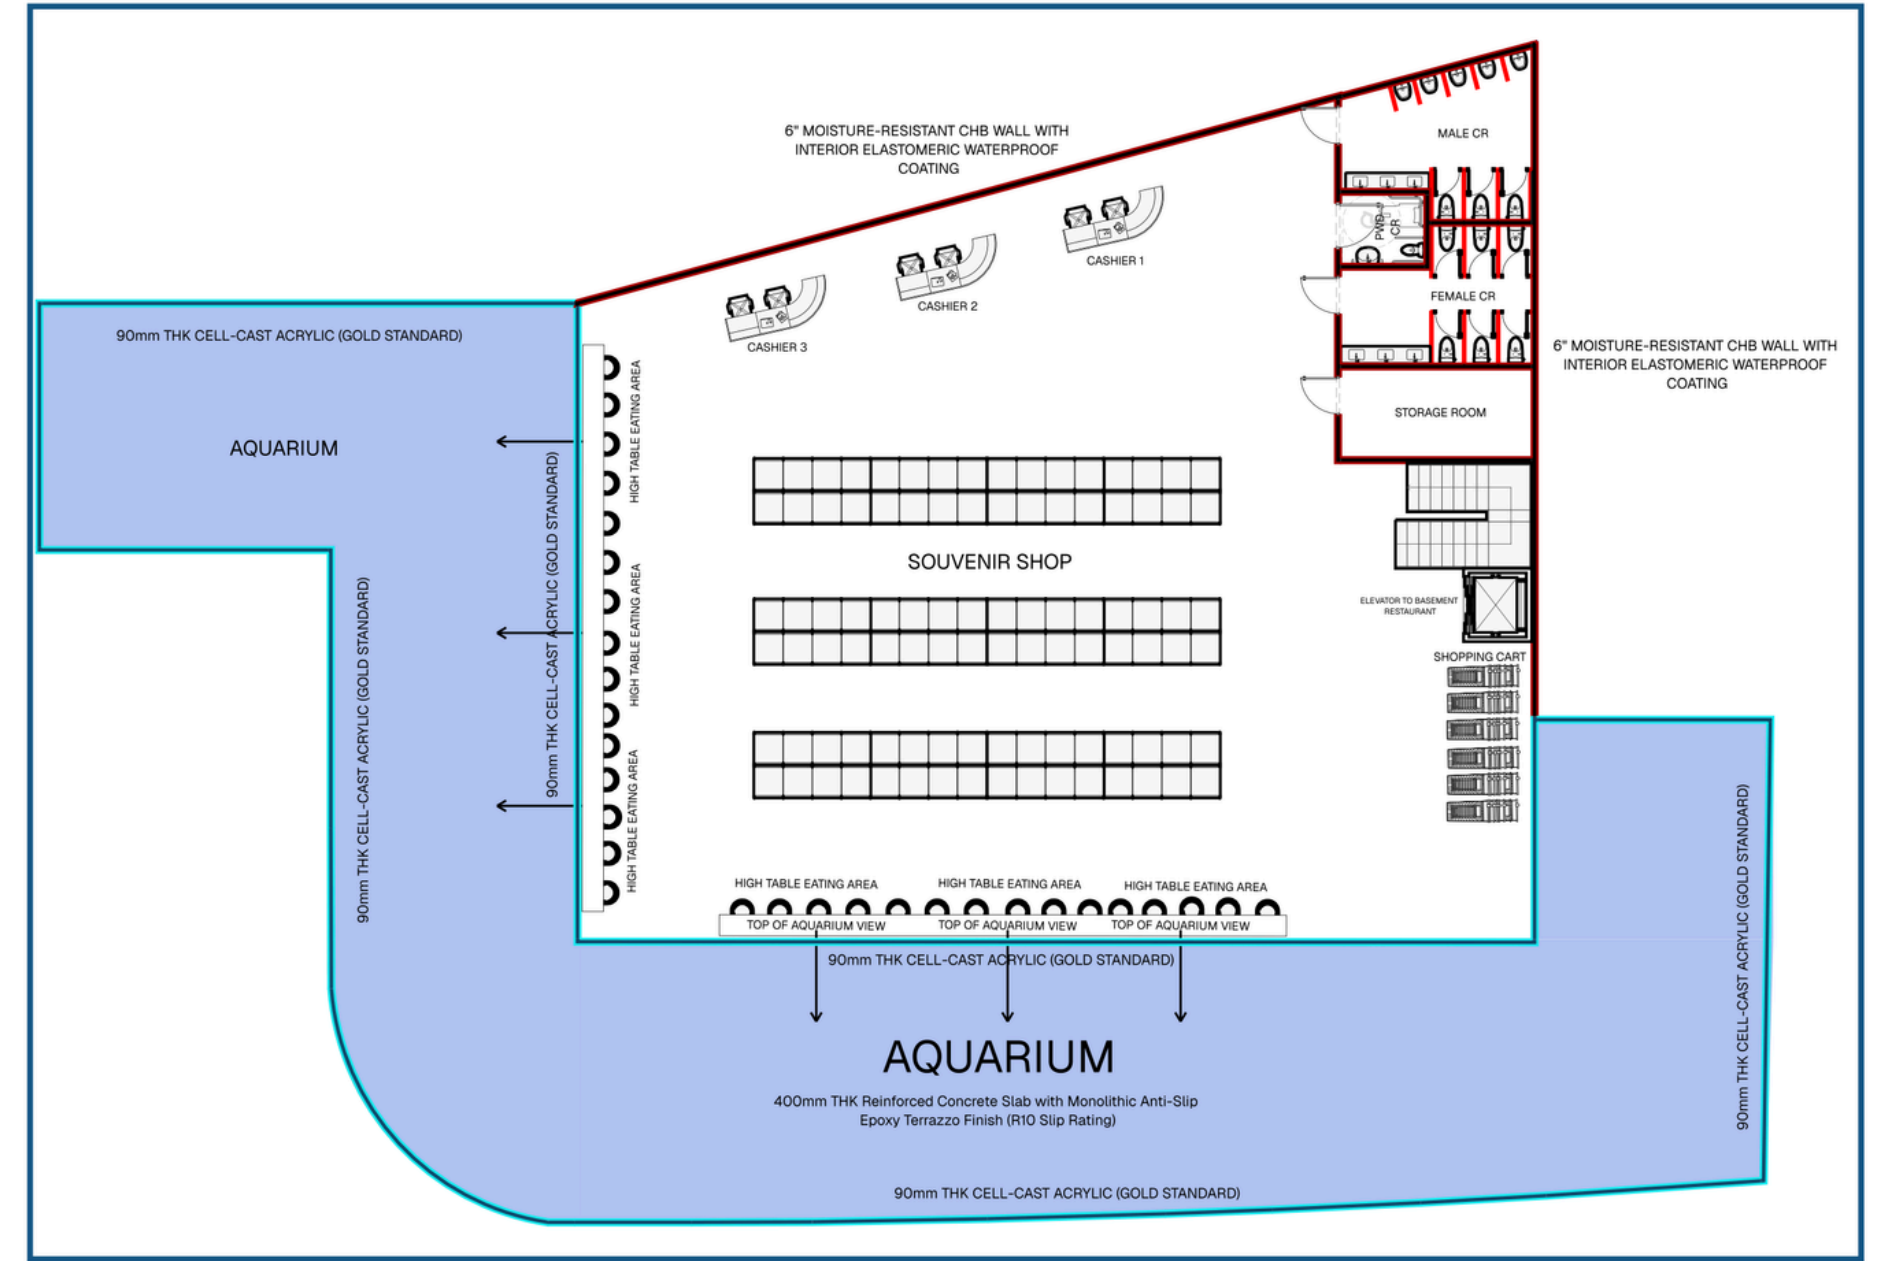 6" MOISTURE-RESISTANT CHB WALL WITH
INTERIOR ELASTOMERIC WATERPROOF
COATING
MALE CR
PWD
CR
CASHIER 1
CASHIER 2
CASHIER 3
FEMALE CR
90mm THK CELL-CAST ACRYLIC (GOLD STANDARD)
6" MOISTURE-RESISTANT CHB WALL WITH
INTERIOR ELASTOMERIC WATERPROOF
COATING
STORAGE ROOM
AQUARIUM
HIGH TABLE EATING AREA
90mm THK CELL-CAST ACRYLIC (GOLD STANDARD)
SOUVENIR SHOP
HIGH TABLE EATING AREA
90mm THK CELL-CAST ACRYLIC (GOLD STANDARD)
ELEVATOR TO BASEMENT
RESTAURANT
SHOPPING CART
HIGH TABLE EATING AREA
90mm THK CELL-CAST ACRYLIC (GOLD STANDARD)
HIGH TABLE EATING AREA
HIGH TABLE EATING AREA
HIGH TABLE EATING AREA
TOP OF AQUARIUM VIEW
TOP OF AQUARIUM VIEW
TOP OF AQUARIUM VIEW
90mm THK CELL-CAST ACRYLIC (GOLD STANDARD)
AQUARIUM
400mm THK Reinforced Concrete Slab with Monolithic Anti-Slip
Epoxy Terrazzo Finish (R10 Slip Rating)
90mm THK CELL-CAST ACRYLIC (GOLD STANDARD)